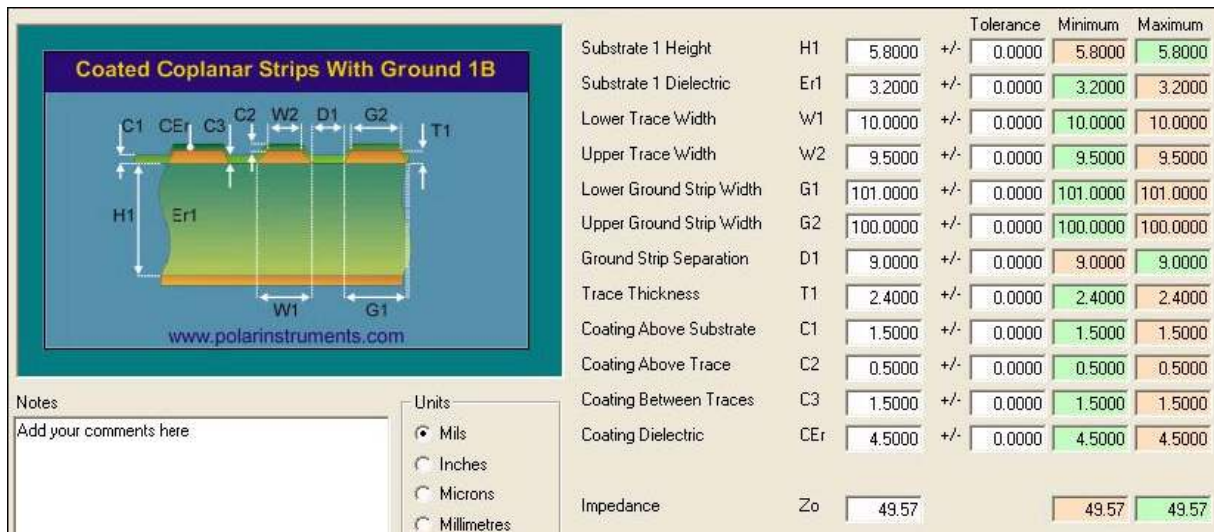 Coated Coplanar Strips With Ground 1B
C1 CEr C3 C2 W2 D1 G2 T1
H1 Er1
W1 G1
www.polarinstruments.com
Notes
Add your comments here
Units
Mils
Inches
Microns
Millimetres
Tolerance Minimum Maximum
Substrate 1 Height H1 5.8000 +/- 0.0000 5.8000 5.8000
Substrate 1 Dielectric Er1 3.2000 +/- 0.0000 3.2000 3.2000
Lower Trace Width W1 10.0000 +/- 0.0000 10.0000 10.0000
Upper Trace Width W2 9.5000 +/- 0.0000 9.5000 9.5000
Lower Ground Strip Width G1 101.0000 +/- 0.0000 101.0000 101.0000
Upper Ground Strip Width G2 100.0000 +/- 0.0000 100.0000 100.0000
Ground Strip Separation D1 9.0000 +/- 0.0000 9.0000 9.0000
Trace Thickness T1 2.4000 +/- 0.0000 2.4000 2.4000
Coating Above Substrate C1 1.5000 +/- 0.0000 1.5000 1.5000
Coating Above Trace C2 0.5000 +/- 0.0000 0.5000 0.5000
Coating Between Traces C3 1.5000 +/- 0.0000 1.5000 1.5000
Coating Dielectric CEr 4.5000 +/- 0.0000 4.5000 4.5000
Impedance Zo 49.57 49.57 49.57